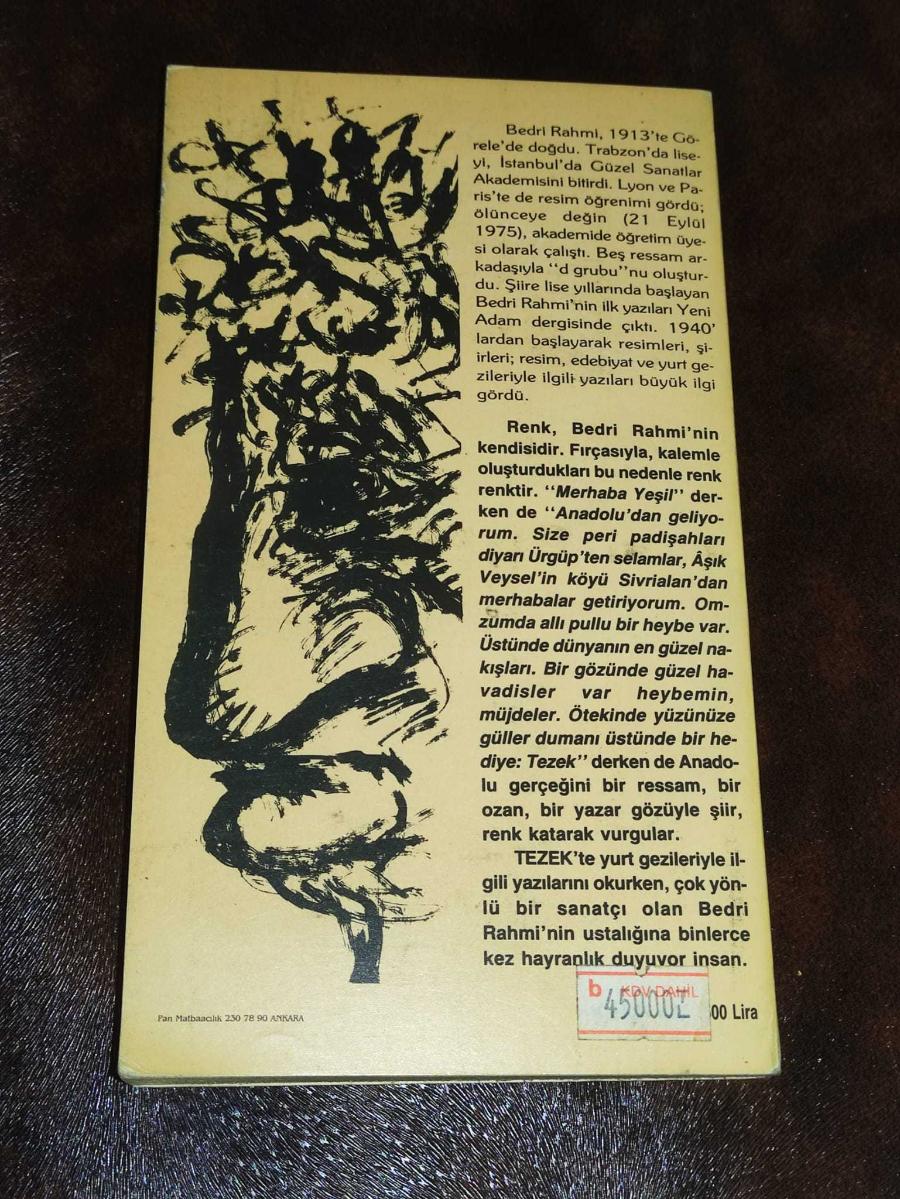 Bedri Rahmi, 1913'te Gö-
rele'de doğdu. Trabzon'da lise-
yi, İstanbul'da Güzel Sanatlar
Akademisini bitirdi. Lyon ve Pa-
ris'te de resim öğrenimi gördü;
ölünceye değin (21 Eylül
1975), akademide öğretim üye-
si olarak çalıştı. Beş ressam ar-
kadaşıyla "d grubu"nu oluştur-
du. Şiire lise yıllarında başlayan
Bedri Rahmi'nin ilk yazıları Yeni
Adam dergisinde çıktı. 1940'
lardan başlayarak resimleri, şi-
irleri; resim, edebiyat ve yurt ge-
zileriyle ilgili yazıları büyük ilgi
gördü.
Renk, Bedri Rahmi'nin
kendisidir. Fırçasıyla, kalemle
oluşturdukları bu nedenle renk
renktir. "Merhaba Yeşil" der-
ken de "Anadolu'dan geliyo-
rum. Size peri padişahları
diyarı Ürgüp'ten selamlar, Âşık
Veysel'in köyü Sivrialan'dan
merhabalar getiriyorum. Om-
zumda allı pullu bir heybe var.
Üstünde dünyanın en güzel na-
kışları. Bir gözünde güzel ha-
vadisler var heybemin,
müjdeler. Ötekinde yüzünüze
güller dumanı üstünde bir he-
diye: Tezek" derken de Anado-
lu gerçeğini bir ressam, bir
ozan, bir yazar gözüyle şiir,
renk katarak vurgular.
TEZEK'te yurt gezileriyle il-
gili yazılarını okurken, çok yön-
lü bir sanatçı olan Bedri
Rahmi'nin ustalığına binlerce
kez hayranlık duyuyor insan.
b KDV DAHİL
45000L
00 Lira
Pan Matbaacılık 230 78 90 ANKARA